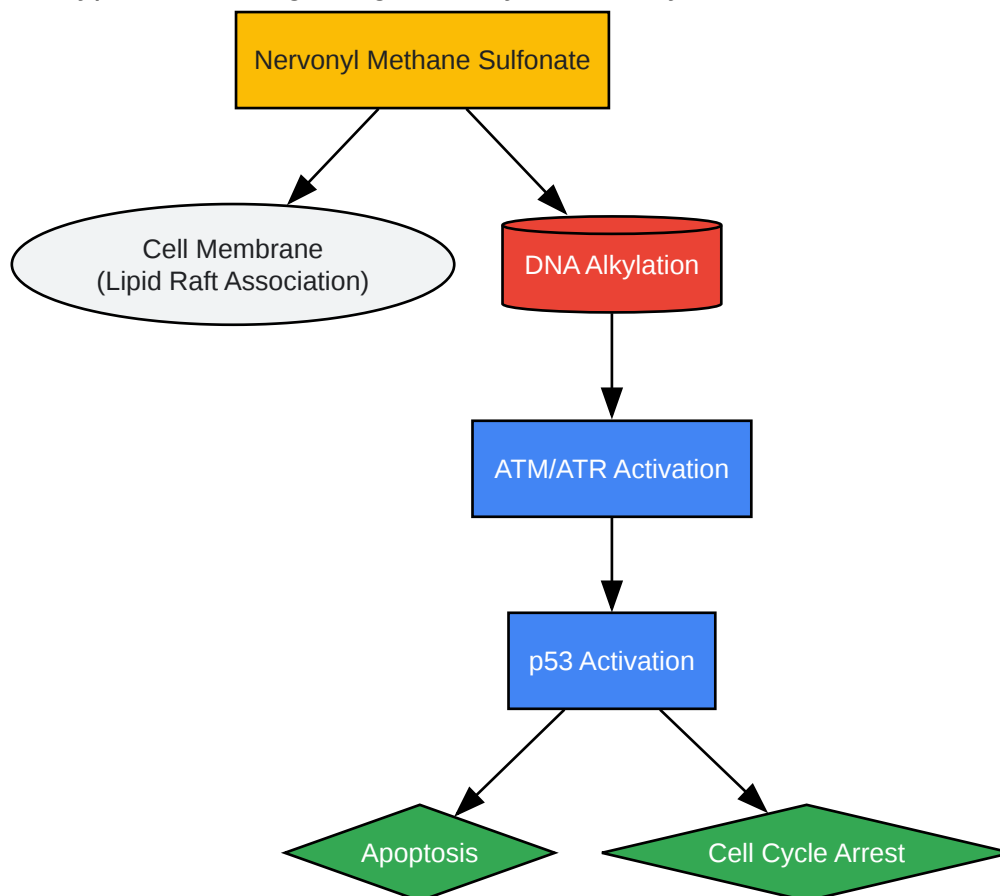 Nervonyl Methane Sulfonate
Cell Membrane
(Lipid Raft Association)
DNA Alkylation
ATM/ATR Activation
p53 Activation
Apoptosis
Cell Cycle Arrest